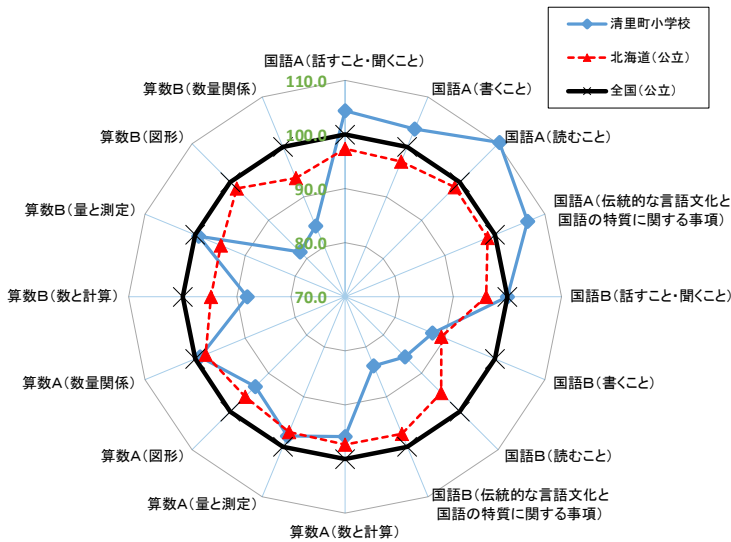 清里町小学校
北海道(公立)
全国(公立)
国語A(話すこと・聞くこと)
国語A(書くこと)
国語A(読むこと)
国語A(伝統的な言語文化と
国語の特質に関する事項)
国語B(話すこと・聞くこと)
国語B(書くこと)
国語B(読むこと)
国語B(伝統的な言語文化と
国語の特質に関する事項)
算数A(数と計算)
算数A(量と測定)
算数A(図形)
算数A(数量関係)
算数B(数と計算)
算数B(量と測定)
算数B(図形)
算数B(数量関係)
110.0
100.0
90.0
80.0
70.0